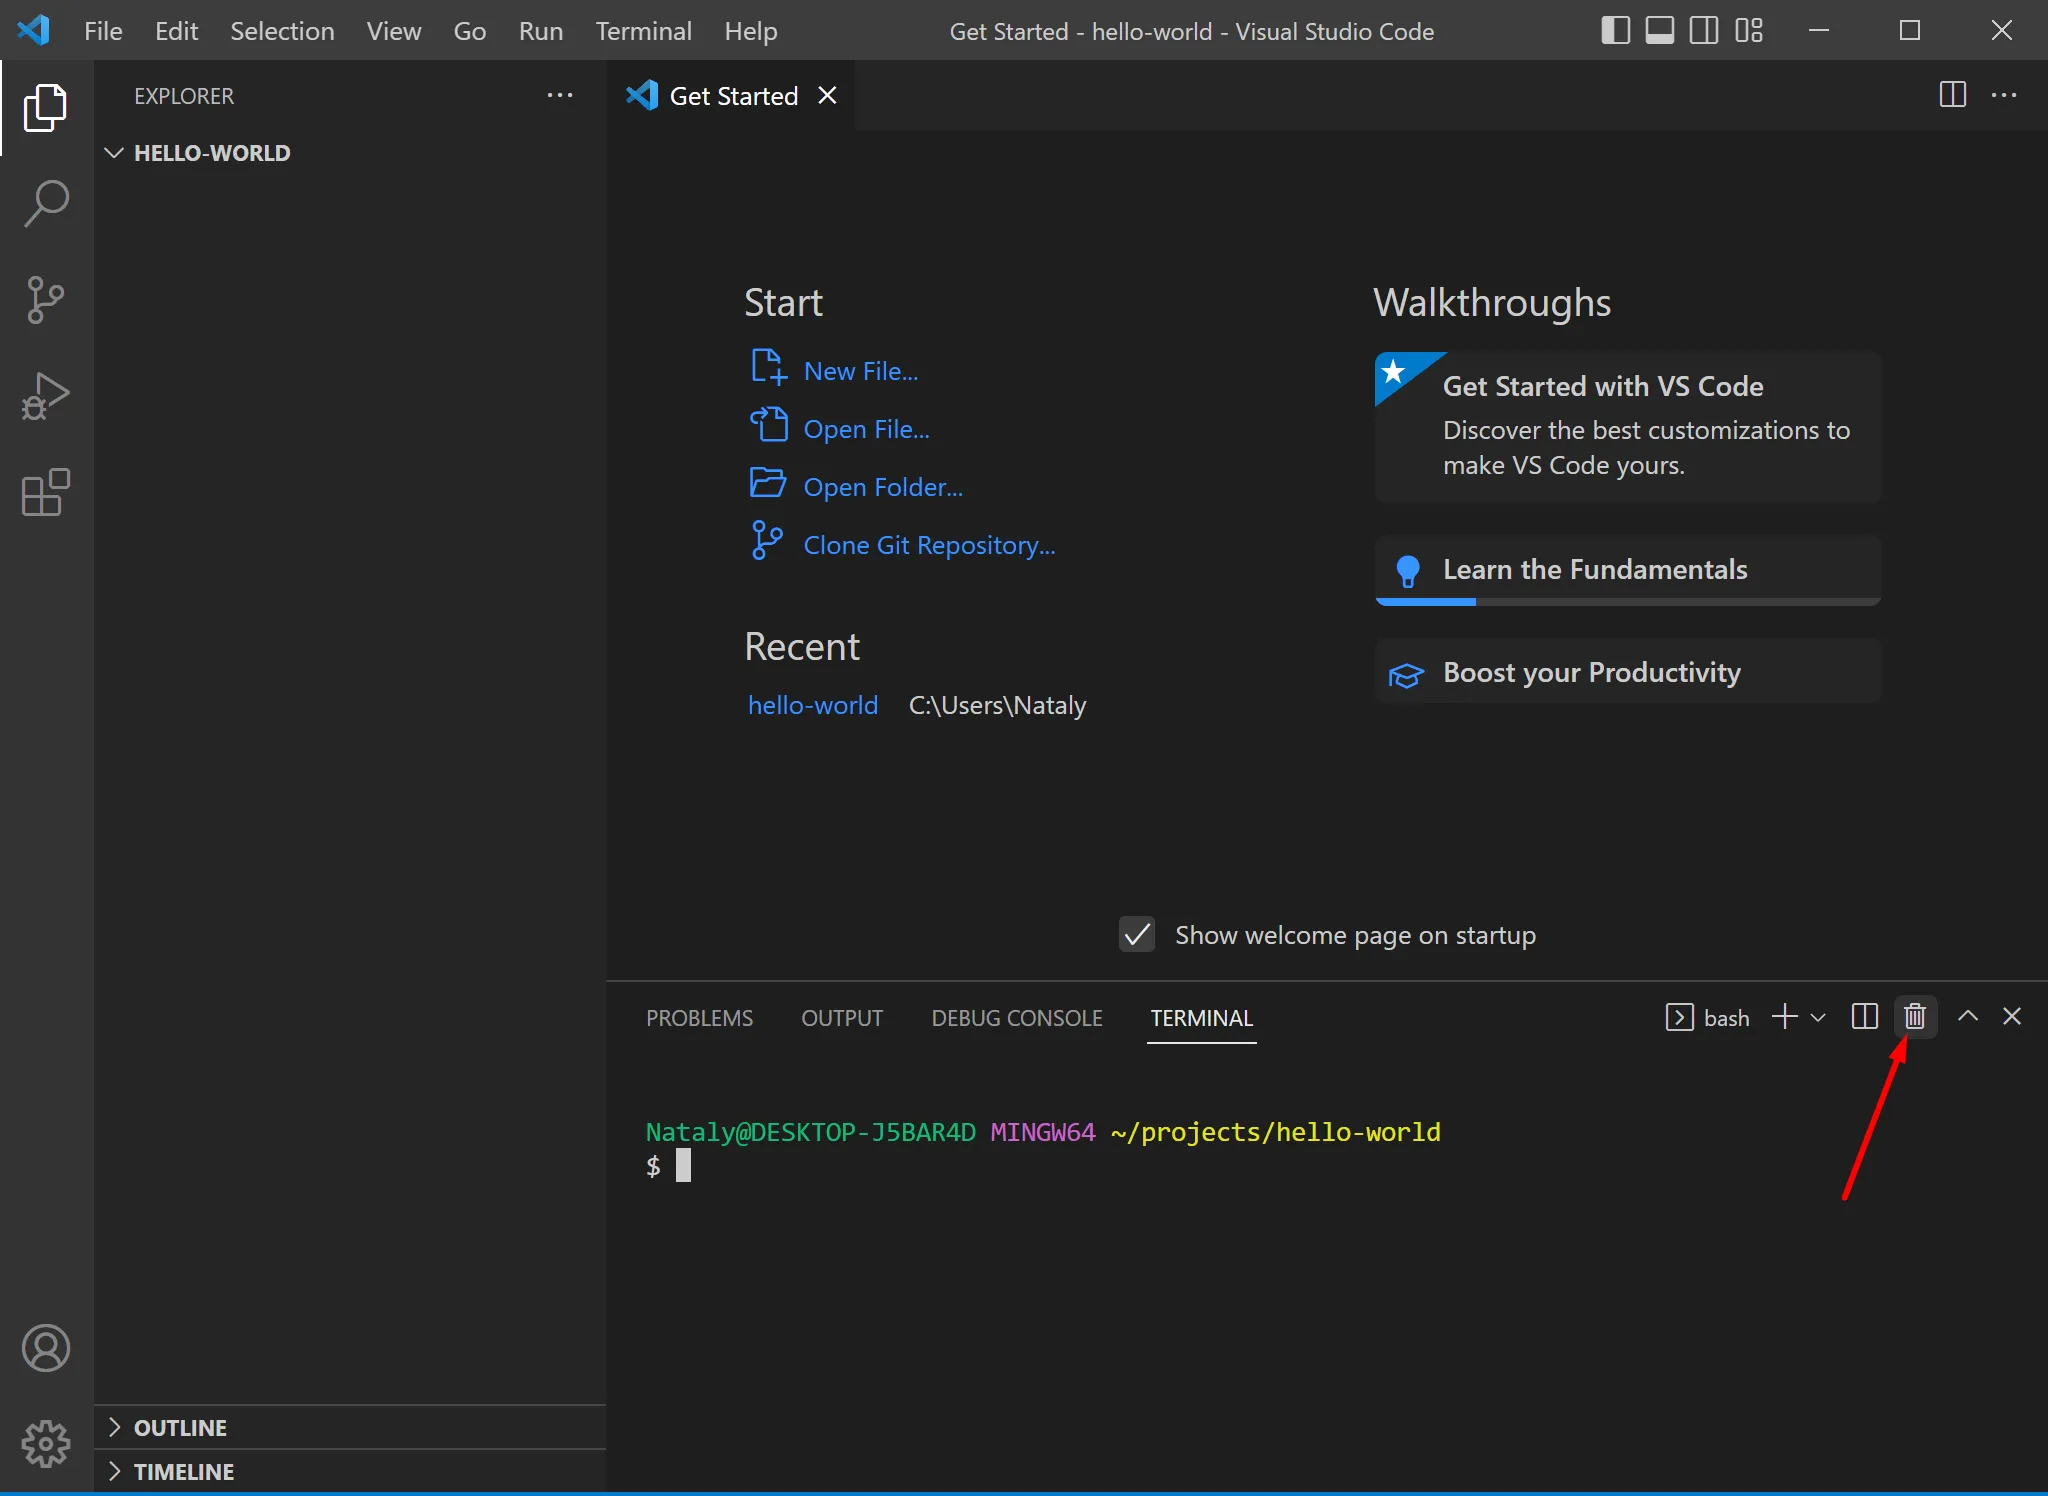 File Edit Selection View Go Run Terminal Help
Get Started - hello-world - Visual Studio Code
EXPLORER
HELLO-WORLD
OUTLINE
TIMELINE
Get Started
Start
New File...
Open File...
Open Folder...
Clone Git Repository...
Recent
hello-world C:\Users\Nataly
Walkthroughs
Get Started with VS Code
Discover the best customizations to
make VS Code yours.
Learn the Fundamentals
Boost your Productivity
Show welcome page on startup
PROBLEMS OUTPUT DEBUG CONSOLE TERMINAL
bash
Nataly@DESKTOP-J5BAR4D MINGW64 ~/projects/hello-world
$